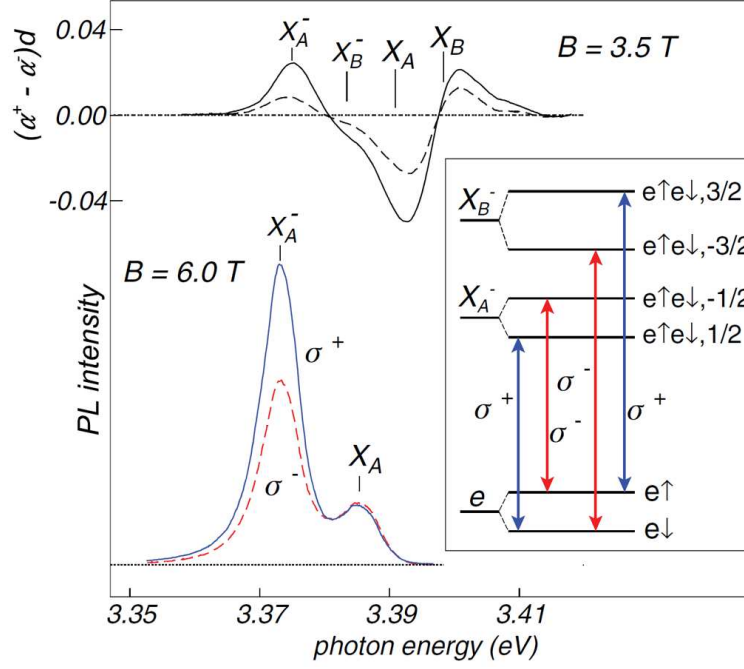 0.04
0.00
-0.04
(α⁺ - α⁻)d
X_A⁻
X_B⁻
X_A
X_B
B = 3.5 T
X_A⁻
B = 6.0 T
PL intensity
σ⁺
σ⁻
X_A
X_B⁻
e↑e↓,3/2
e↑e↓,-3/2
X_A⁻
e↑e↓,-1/2
e↑e↓,1/2
σ⁺
σ⁻
σ⁻
σ⁺
e
e↑
e↓
3.35
3.37
3.39
3.41
photon energy (eV)